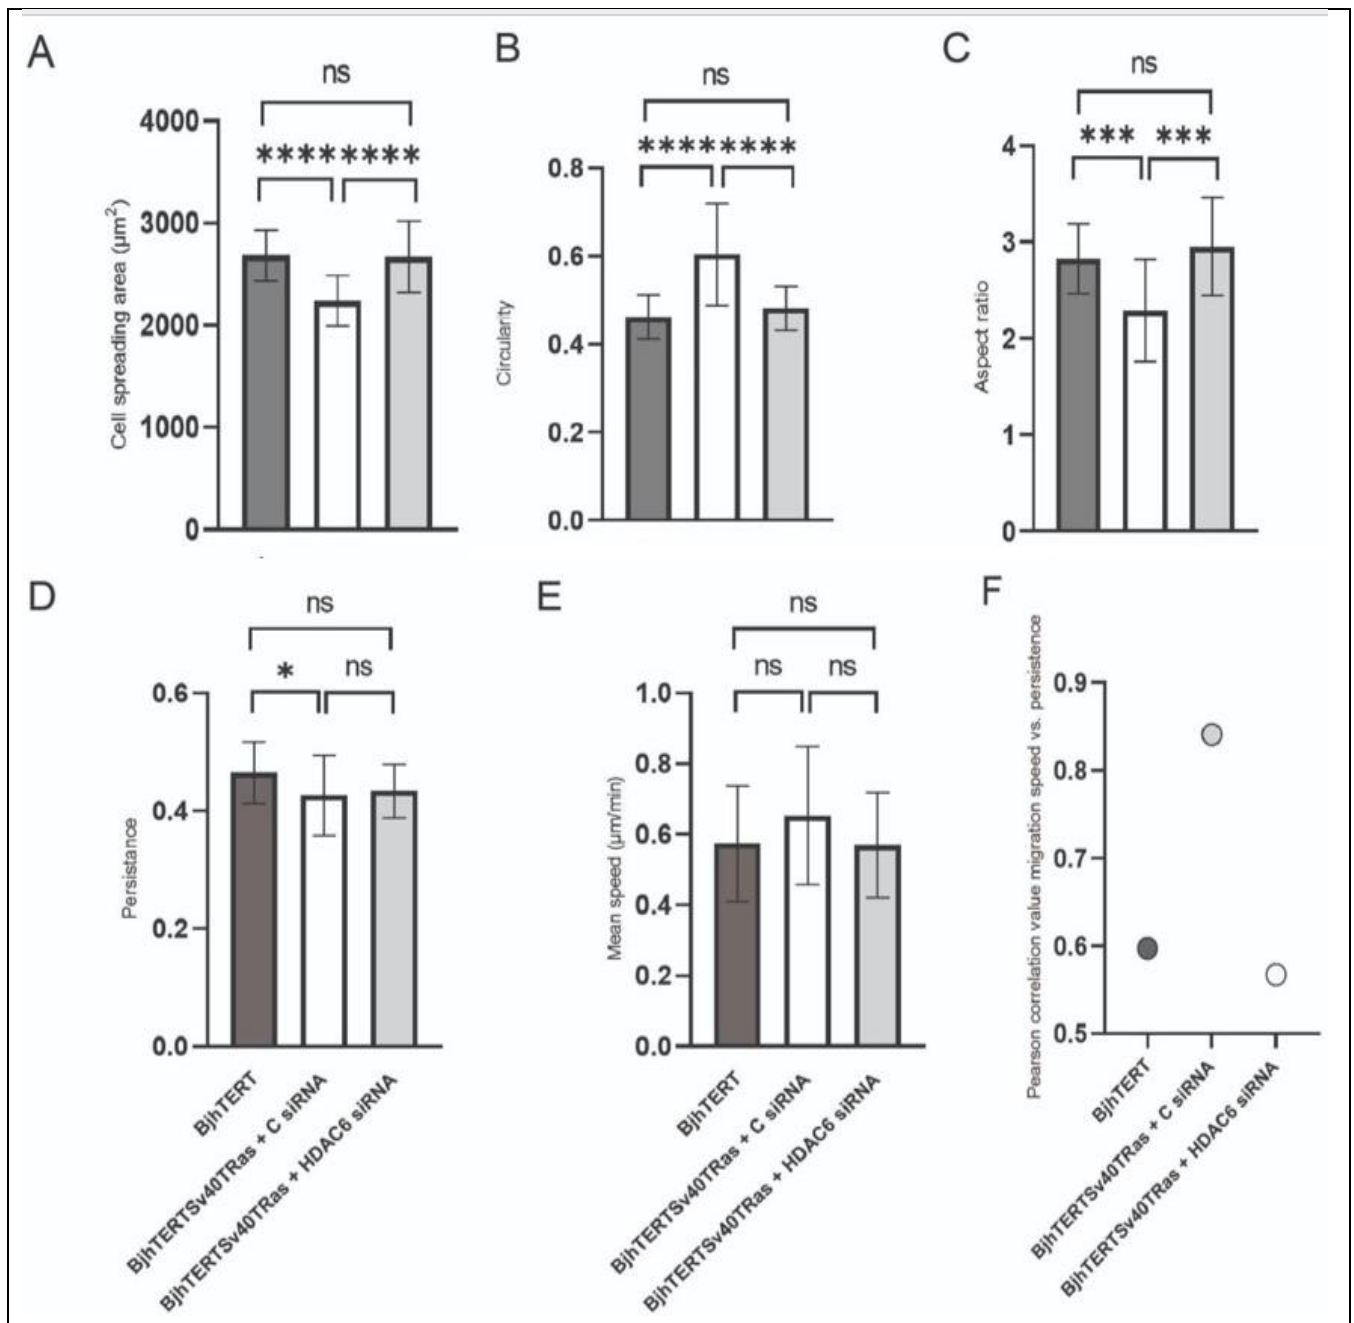 A
ns
4000
********
3000
2000
1000
0
Cell spreading area (µm²)
B
ns
********
0.8
0.6
0.4
0.2
0.0
Circularity
C
ns
*** ***
4
3
2
1
0
Aspect ratio
D
ns
* ns
0.6
0.4
0.2
0.0
Persistance
BjhTERT
BjhTERTSv40TRas + C siRNA
BjhTERTSv40TRas + HDAC6 siRNA
E
ns
ns ns
1.0
0.8
0.6
0.4
0.2
0.0
Mean speed (µm/min)
BjhTERT
BjhTERTSv40TRas + C siRNA
BjhTERTSv40TRas + HDAC6 siRNA
F
0.9
0.8
0.7
0.6
0.5
Pearson correlation value migration speed vs. persistence
BjhTERT
BjhTERTSv40TRas + C siRNA
BjhTERTSv40TRas + HDAC6 siRNA